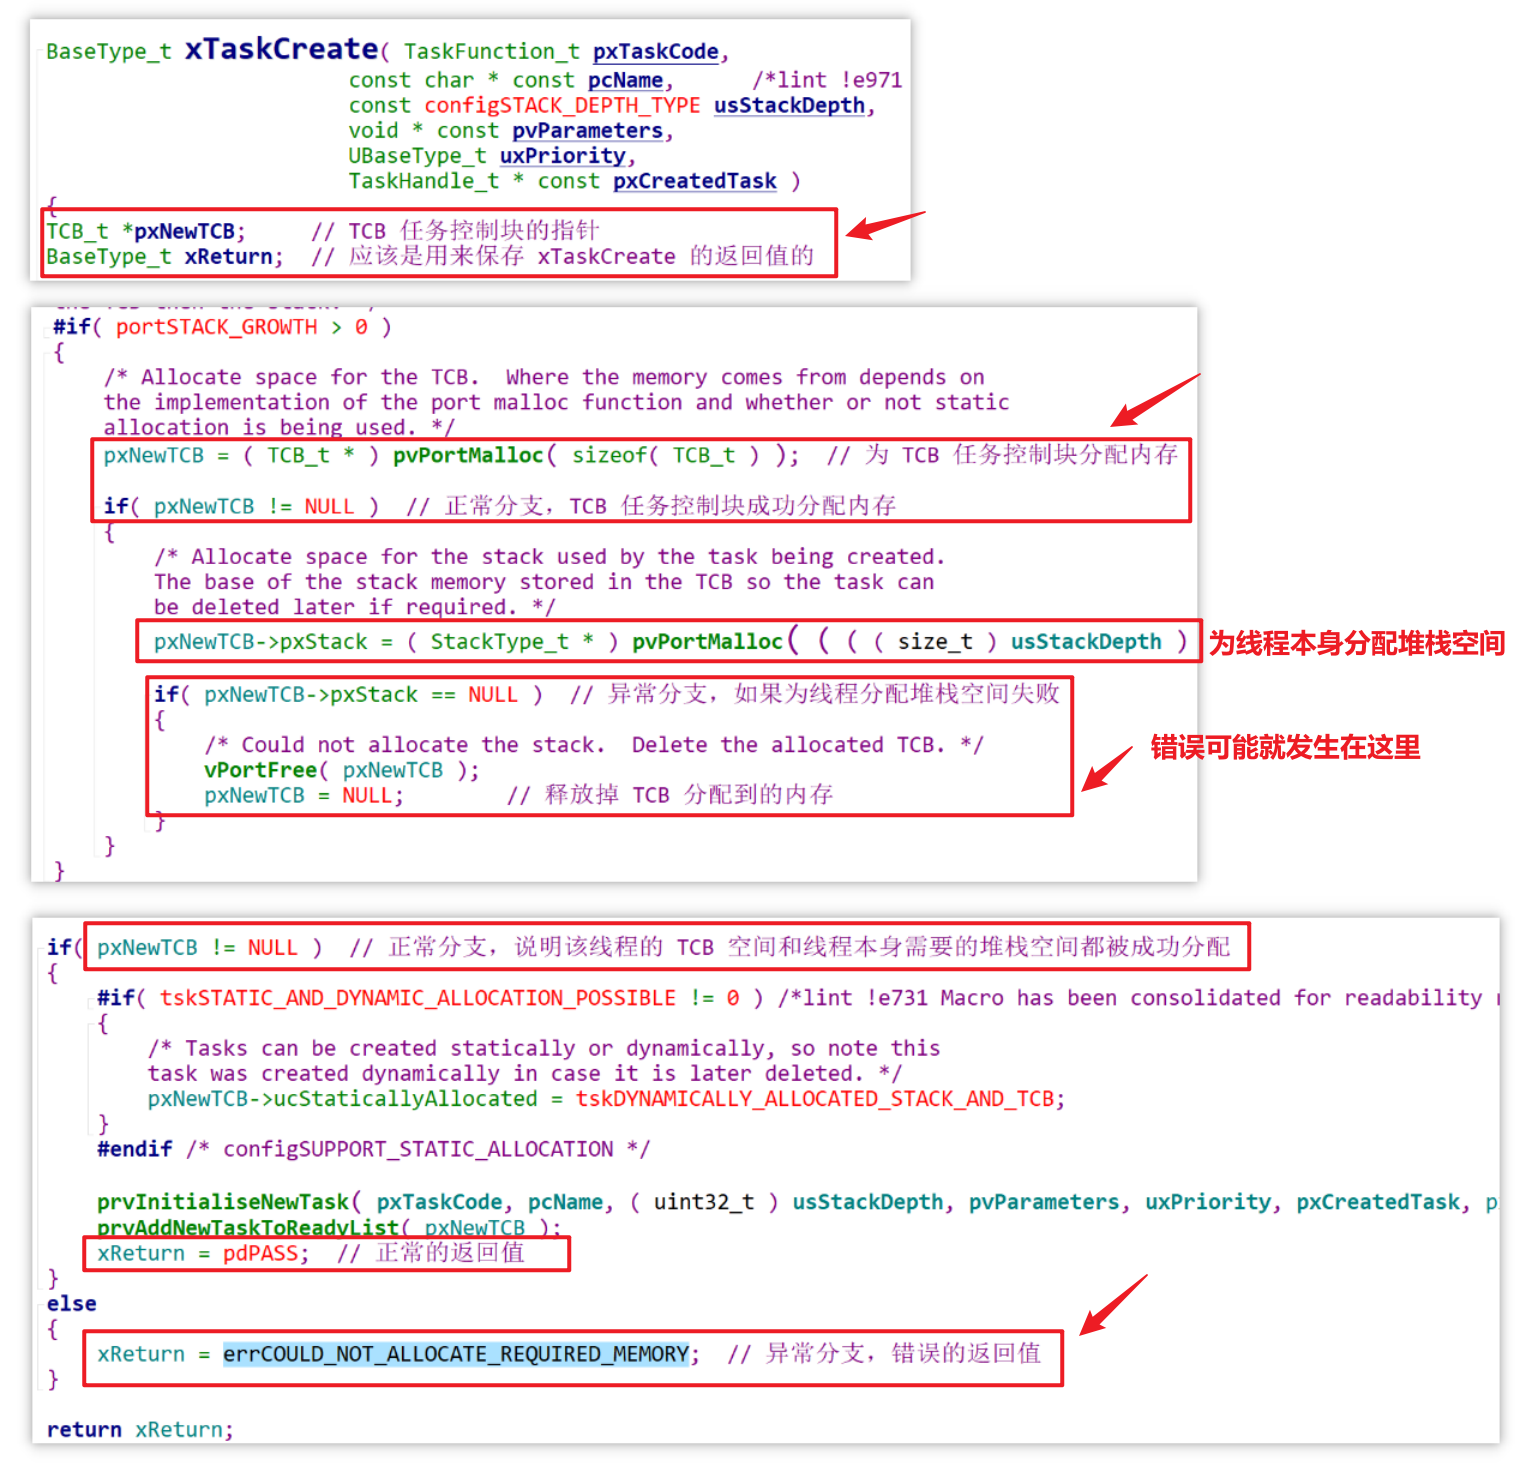 BaseType_t xTaskCreate( TaskFunction_t pxTaskCode,
const char * const pcName, /*lint !e971
const configSTACK_DEPTH_TYPE usStackDepth,
void * const pvParameters,
UBaseType_t uxPriority,
TaskHandle_t * const pxCreatedTask )
{
TCB_t *pxNewTCB; // TCB 任务控制块的指针
BaseType_t xReturn; // 应该是用来保存 xTaskCreate 的返回值的
#if( portSTACK_GROWTH > 0 )
{
/* Allocate space for the TCB. Where the memory comes from depends on
the implementation of the port malloc function and whether or not static
allocation is being used. */
pxNewTCB = ( TCB_t * ) pvPortMalloc( sizeof( TCB_t ) ); // 为 TCB 任务控制块分配内存
if( pxNewTCB != NULL ) // 正常分支，TCB 任务控制块成功分配内存
{
/* Allocate space for the stack used by the task being created.
The base of the stack memory stored in the TCB so the task can
be deleted later if required. */
pxNewTCB->pxStack = ( StackType_t * ) pvPortMalloc( ( ( ( size_t ) usStackDepth ) 为线程本身分配堆栈空间
if( pxNewTCB->pxStack == NULL ) // 异常分支，如果为线程分配堆栈空间失败
{
/* Could not allocate the stack. Delete the allocated TCB. */
错误可能就发生在这里
vPortFree( pxNewTCB );
pxNewTCB = NULL; // 释放掉 TCB 分配到的内存
}
}
}
if( pxNewTCB != NULL ) // 正常分支，说明该线程的 TCB 空间和线程本身需要的堆栈空间都被成功分配
{
#if( tskSTATIC_AND_DYNAMIC_ALLOCATION_POSSIBLE != 0 ) /*lint !e731 Macro has been consolidated for readability
{
/* Tasks can be created statically or dynamically, so note this
task was created dynamically in case it is later deleted. */
pxNewTCB->ucStaticallyAllocated = tskDYNAMICALLY_ALLOCATED_STACK_AND_TCB;
}
#endif /* configSUPPORT_STATIC_ALLOCATION */
prvInitialiseNewTask( pxTaskCode, pcName, ( uint32_t ) usStackDepth, pvParameters, uxPriority, pxCreatedTask, p
prvAddNewTaskToReadyList( pxNewTCB );
xReturn = pdPASS; // 正常的返回值
}
else
{
xReturn = errCOULD_NOT_ALLOCATE_REQUIRED_MEMORY; // 异常分支，错误的返回值
}
return xReturn;